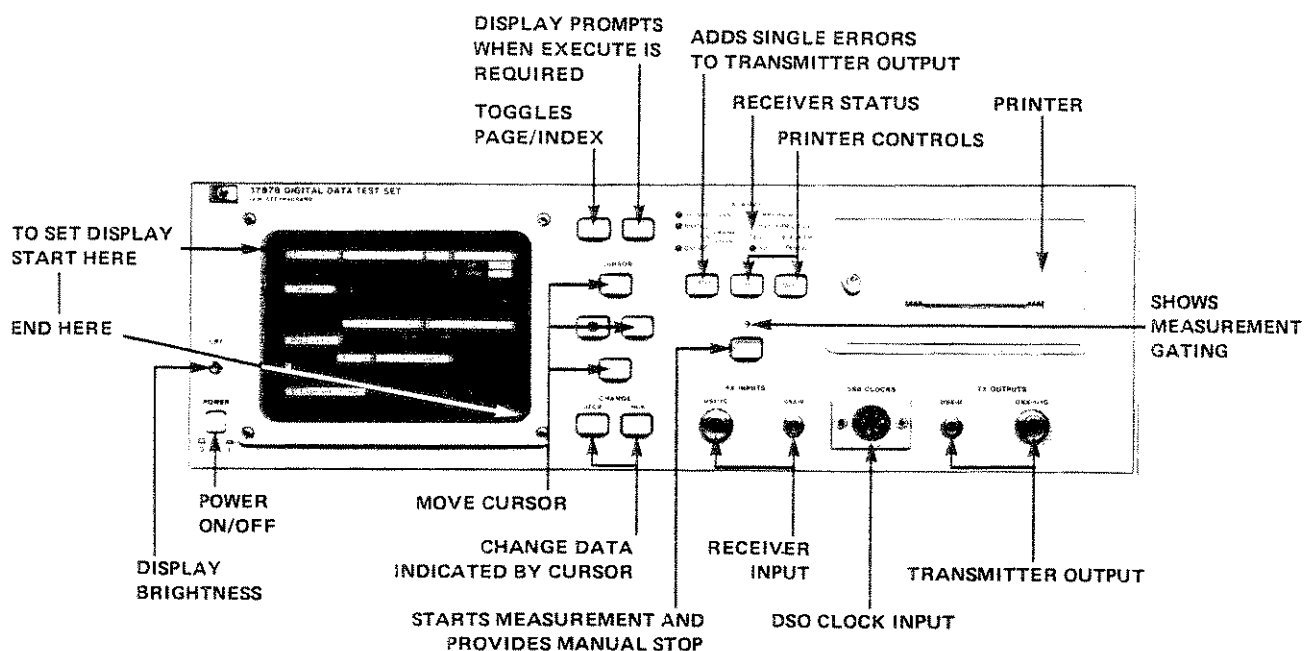 DISPLAY PROMPTS
WHEN EXECUTE IS
REQUIRED
ADDS SINGLE ERRORS
TO TRANSMITTER OUTPUT
TOGGLES
PAGE/INDEX
RECEIVER STATUS
PRINTER
PRINTER CONTROLS
DIGITAL DATA TEST SET
TO SET DISPLAY
START HERE
END HERE
CURSOR
SHOWS
MEASUREMENT
GATING
POWER
CHANGE
RX INPUTS
DS0 CLOCKS
TX OUTPUTS
POWER
ON/OFF
MOVE CURSOR
DISPLAY
BRIGHTNESS
CHANGE DATA
INDICATED BY CURSOR
RECEIVER
INPUT
TRANSMITTER OUTPUT
STARTS MEASUREMENT AND
PROVIDES MANUAL STOP
DSO CLOCK INPUT